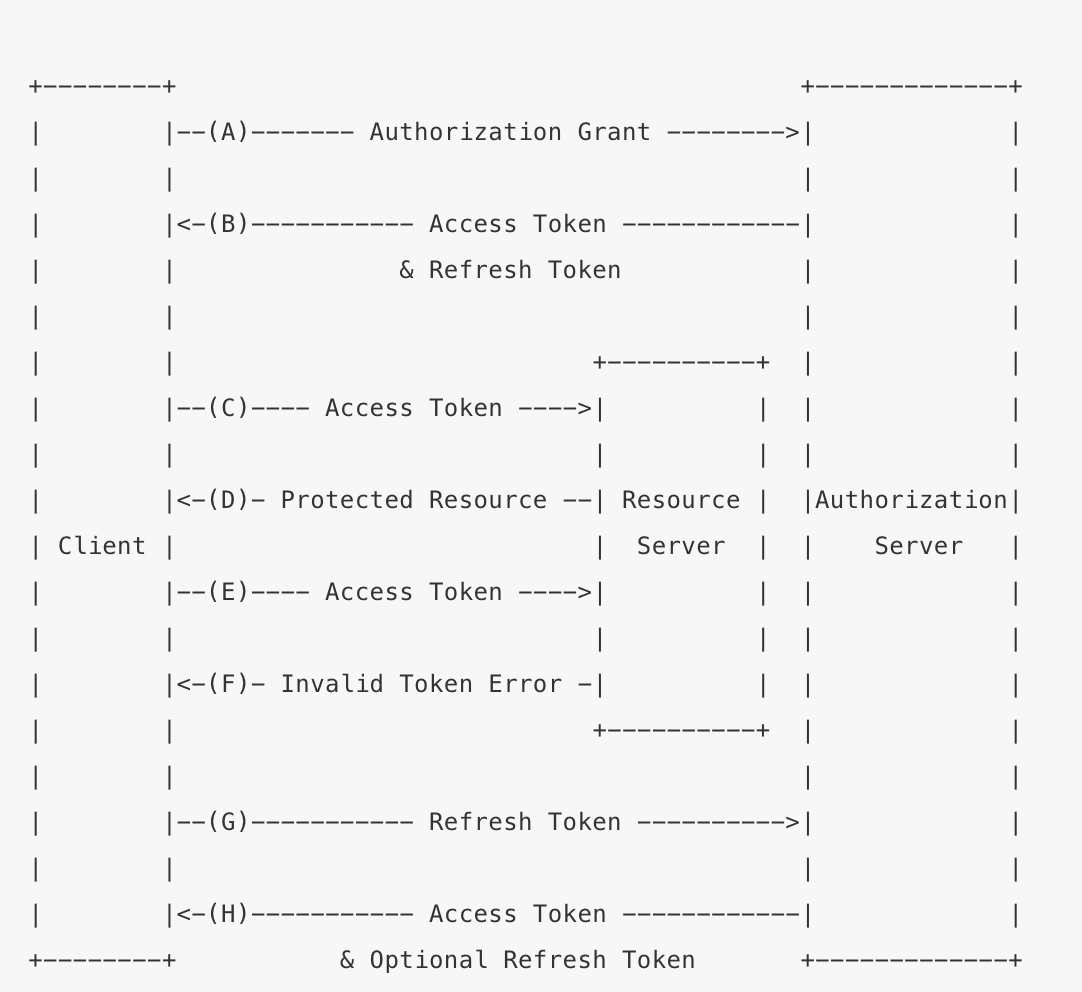 +--------+                                           +-------------+
|        |--(A)------- Authorization Grant --------->|             |
|        |                                           |             |
|        |<-(B)----------- Access Token -------------|             |
|        |               & Refresh Token             |             |
|        |                                           |             |
|        |                            +----------+   |             |
|        |--(C)---- Access Token ---->|          |   |             |
|        |                            |          |   |             |
|        |<-(D)- Protected Resource --| Resource |   |Authorization|
| Client |                            |  Server  |   |    Server   |
|        |--(E)---- Access Token ---->|          |   |             |
|        |                            |          |   |             |
|        |<-(F)- Invalid Token Error -|          |   |             |
|        |                            +----------+   |             |
|        |                                           |             |
|        |--(G)----------- Refresh Token ----------->|             |
|        |                                           |             |
|        |<-(H)----------- Access Token -------------|             |
+--------+           & Optional Refresh Token        +-------------+